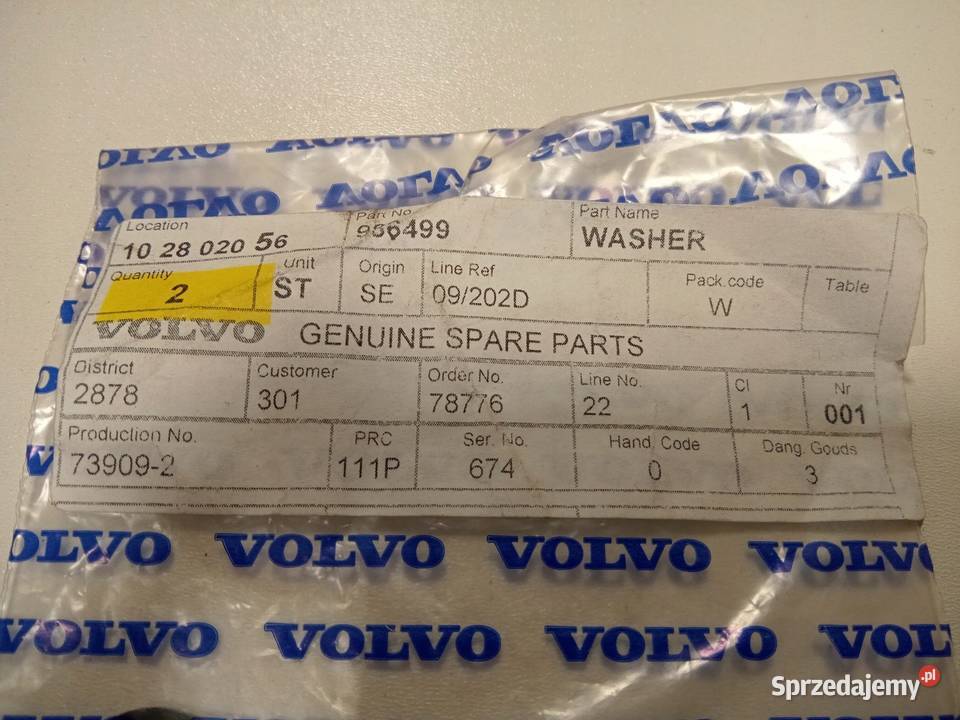 VOLVO VOLVO VOLVO VOLVO
VOLVO VOLVO VOLVO
VOLVO VOLVO
Location
10 28 020 56
Part No
956499
Part Name
WASHER
Quantity
2
Unit
ST
Origin
SE
Line Ref
09/202D
Pack.code
W
Table
VOLVO GENUINE SPARE PARTS
District
2878
Customer
301
Order No.
78776
Line No.
22
Cl
1
Nr
001
Production No.
73909-2
PRC
111P
Ser. No.
674
Hand. Code
0
Dang. Goods
3
OLVO VOLVO VOLVO VOLVO
VOLVO VOLVO VOLVO VOL
Sprzedajemy.pl